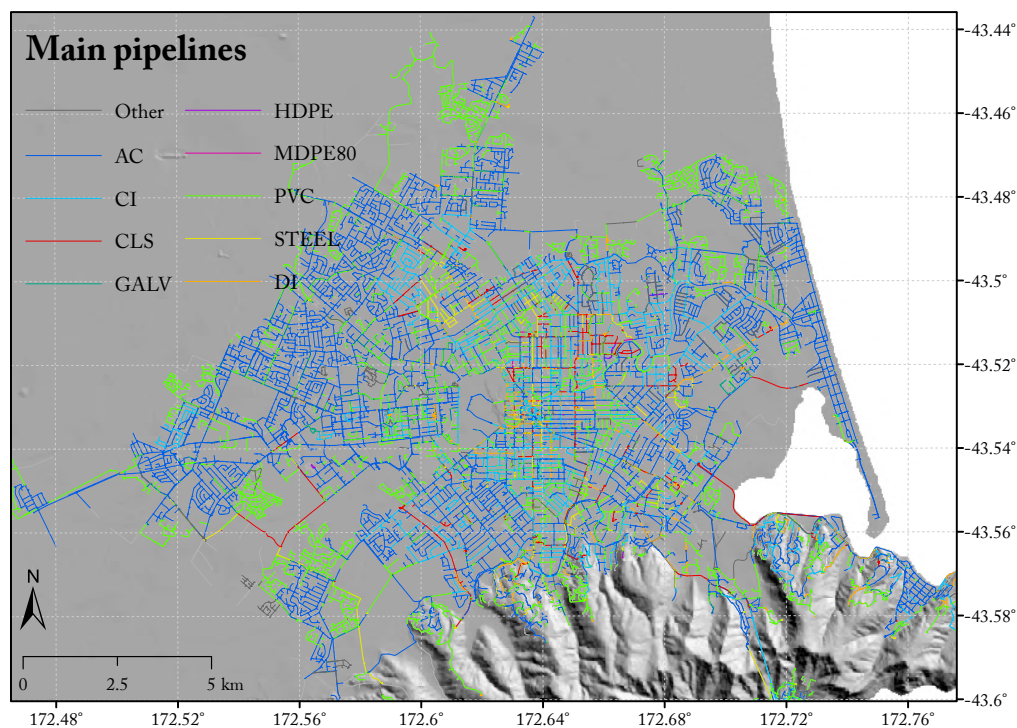 Main pipelines
Other
HDPE
AC
MDPE80
CI
PVC
CLS
STEEL
GALV
DI
N
0 2.5 5 km
-43.44°
-43.46°
-43.48°
-43.5°
-43.52°
-43.54°
-43.56°
-43.58°
-43.6°
172.48° 172.52° 172.56° 172.6° 172.64° 172.68° 172.72° 172.76°